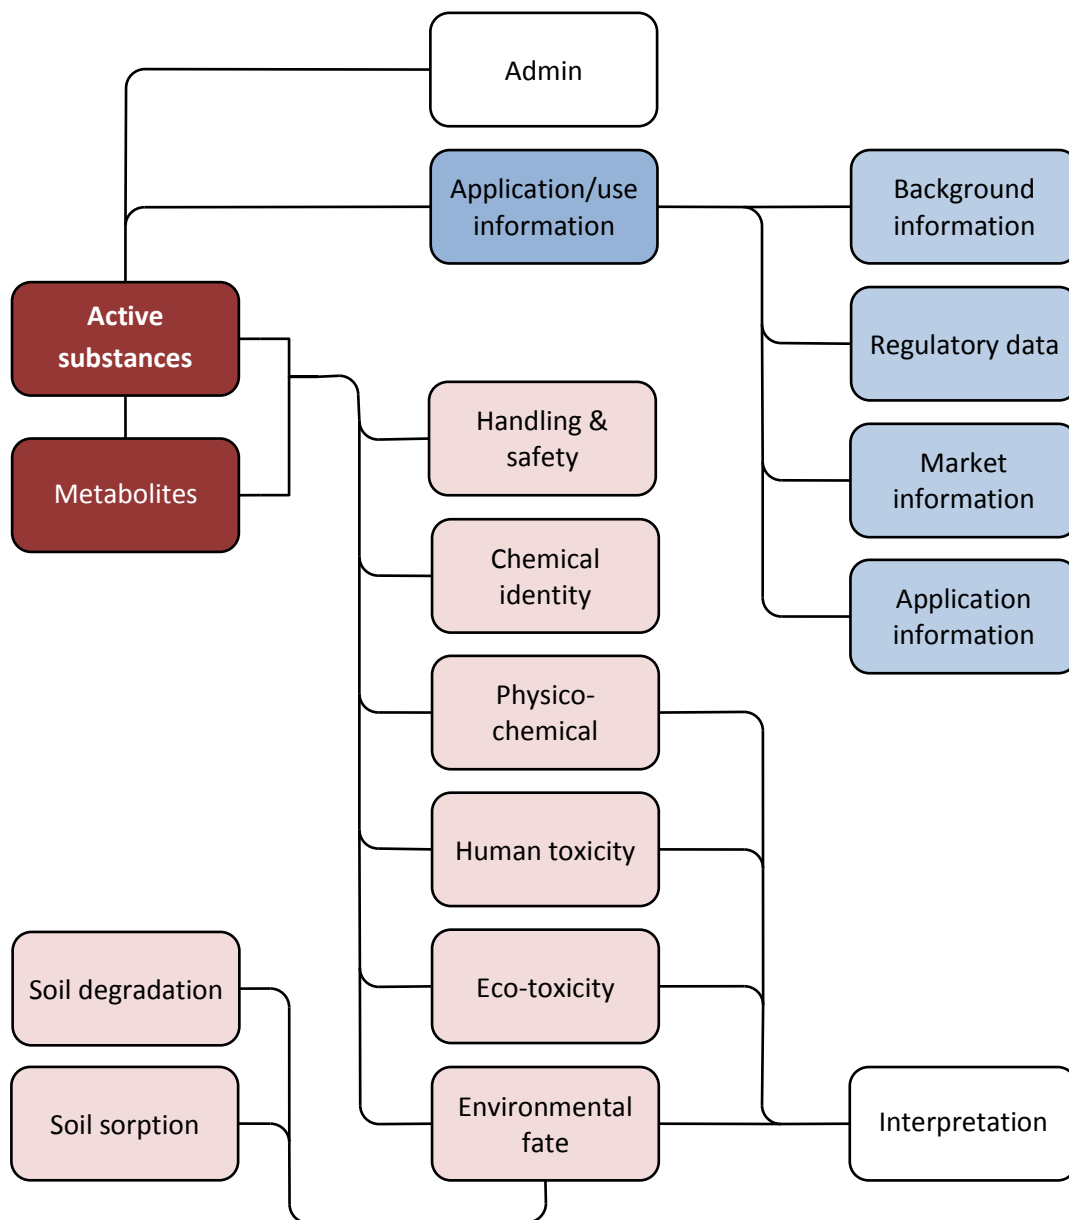 Admin
Application/use
information
Background
information
Active
substances
Regulatory data
Handling &
safety
Market
information
Metabolites
Chemical
identity
Application
information
Physico-
chemical
Human toxicity
Soil degradation
Eco-toxicity
Soil sorption
Environmental
fate
Interpretation